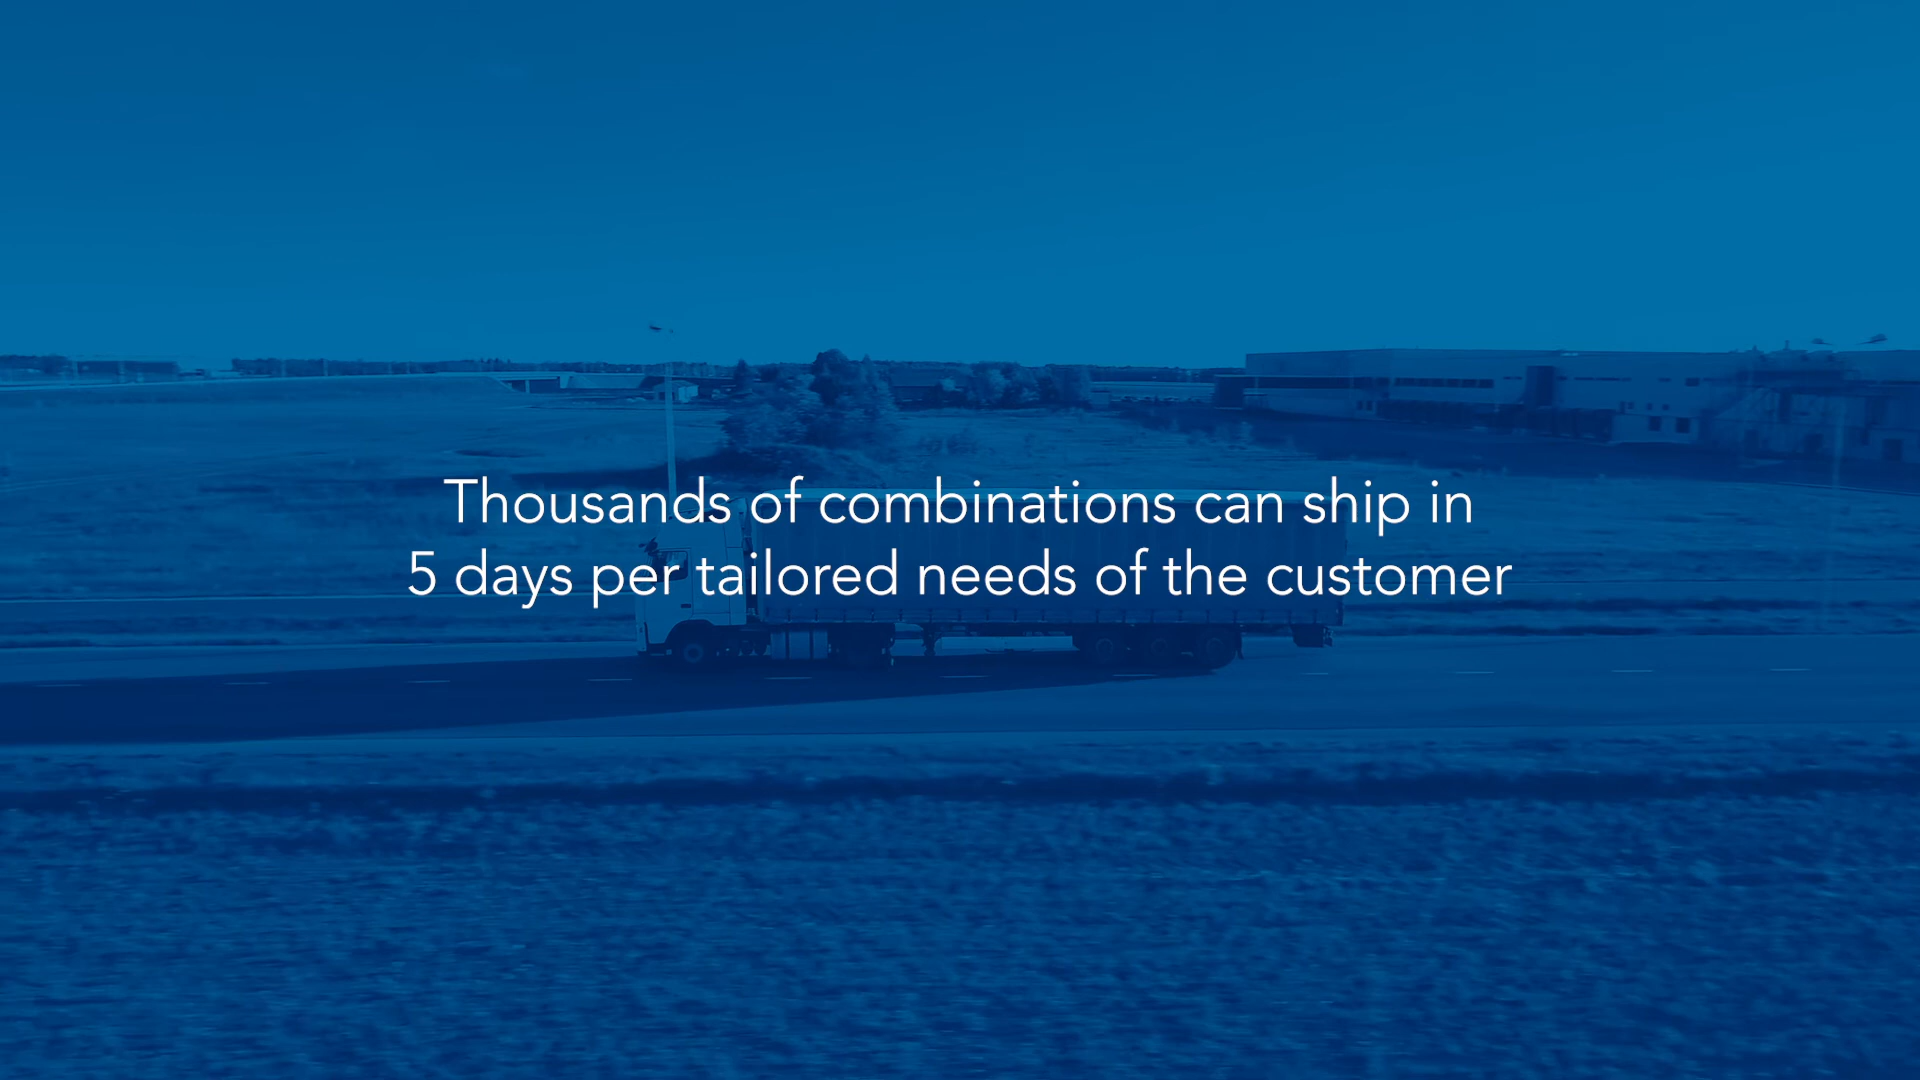 Thousands of combinations can ship in
5 days per tailored needs of the customer